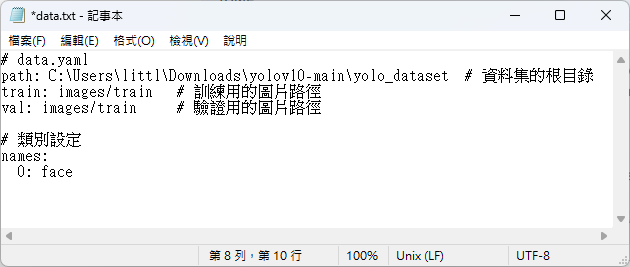 *data.txt - 記事本
檔案(F) 編輯(E) 格式(O) 檢視(V) 說明
# data.yaml
path: C:\Users\littl\Downloads\yolov10-main\yolo_dataset  # 資料集的根目錄
train: images/train   # 訓練用的圖片路徑
val: images/train     # 驗證用的圖片路徑
# 類別設定
names:
  0: face
第 8 列，第 10 行 100% Unix (LF) UTF-8